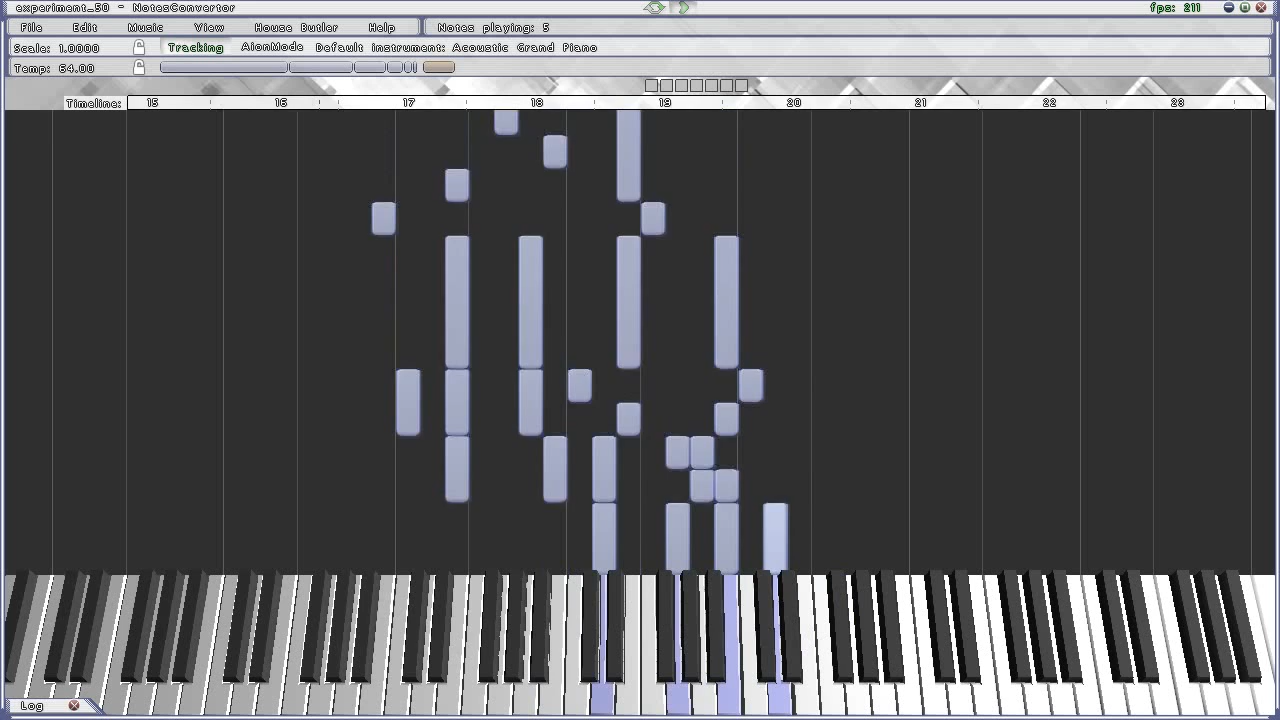 experiment_50 - NotesConvertor fps: 211
File Edit Music View House Butler Help Notes playing: 5
Scale: 1.0000 Tracking AionMode Default instrument: Acoustic Grand Piano
Temp: 64.00
Timeline: 15 16 17 18 19 20 21 22 23
Log